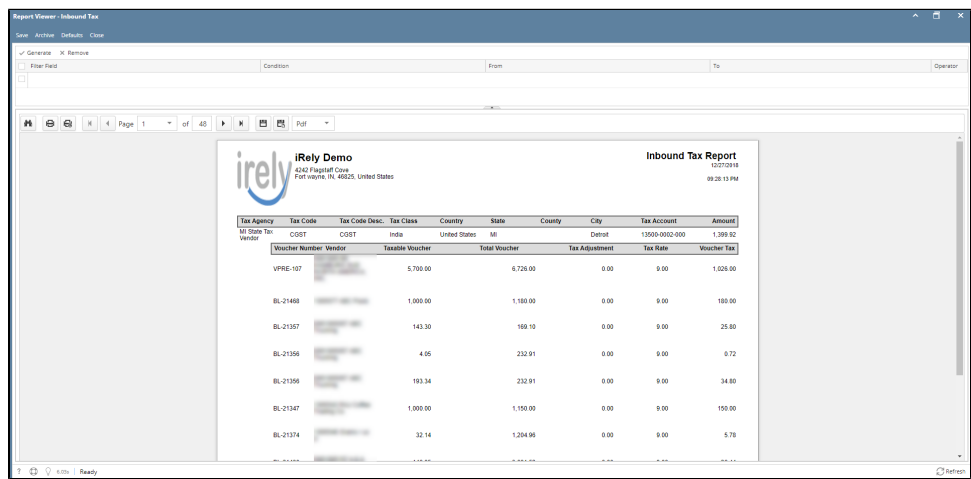 Report Viewer - Inbound Tax
Save Archive Defaults Close
Generate Remove
Filter Field Condition From To Operator
Page 1 of 48 Pdf
irely
iRely Demo
4242 Flagstaff Cove
Fort wayne, IN, 46825, United States
Inbound Tax Report
12/27/2018
09:28:13 PM
Tax Agency Tax Code Tax Code Desc. Tax Class Country State County City Tax Account Amount
MI State Tax Vendor CGST CGST India United States MI Detroit 13500-0002-000 1,399.92
Voucher Number Vendor Taxable Voucher Total Voucher Tax Adjustment Tax Rate Voucher Tax
VPRE-107 5,700.00 6,726.00 0.00 9.00 1,026.00
BL-21468 1,000.00 1,180.00 0.00 9.00 180.00
BL-21357 143.30 169.10 0.00 9.00 25.80
BL-21356 4.05 232.91 0.00 9.00 0.72
BL-21356 193.34 232.91 0.00 9.00 34.80
BL-21347 1,000.00 1,150.00 0.00 9.00 150.00
BL-21374 32.14 1,204.96 0.00 9.00 5.78
? 6.03s Ready Refresh